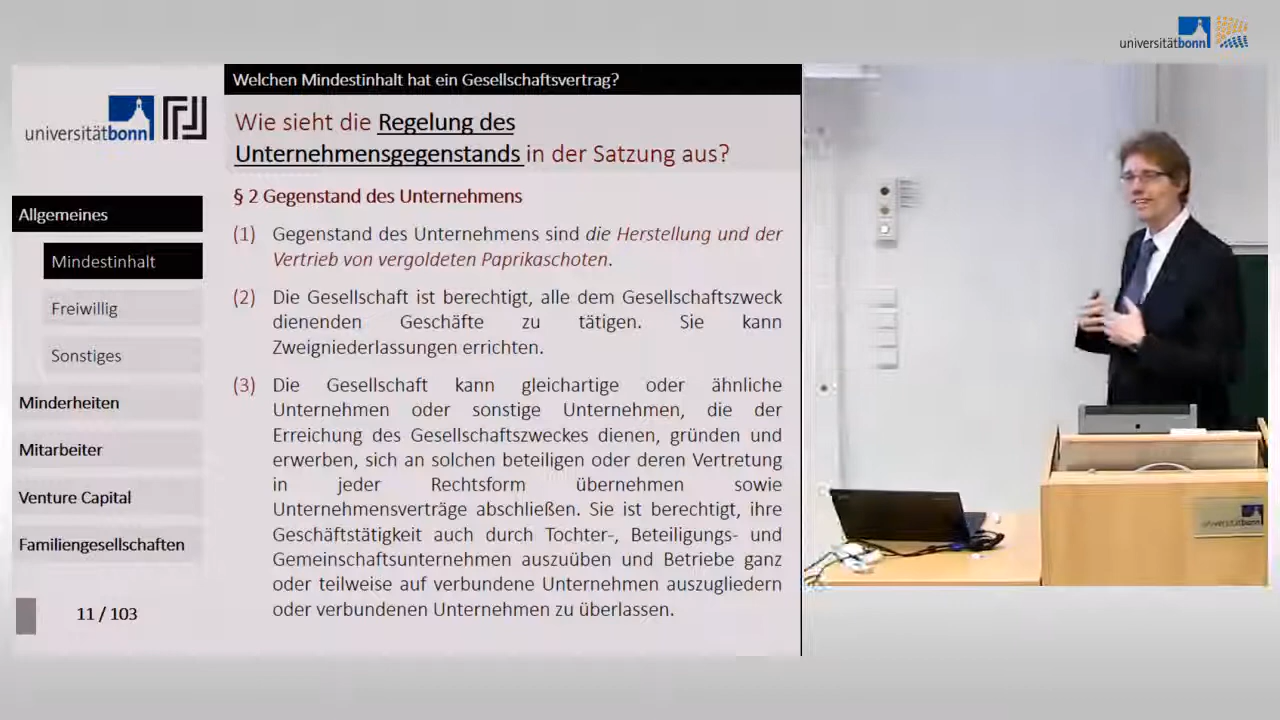 universitätbonn
Welchen Mindestinhalt hat ein Gesellschaftsvertrag?
universitätbonn
Wie sieht die Regelung des
Unternehmensgegenstands in der Satzung aus?
§ 2 Gegenstand des Unternehmens
(1) Gegenstand des Unternehmens sind die Herstellung und der
Vertrieb von vergoldeten Paprikaschoten.
(2) Die Gesellschaft ist berechtigt, alle dem Gesellschaftszweck
dienenden Geschäfte zu tätigen. Sie kann
Zweigniederlassungen errichten.
(3) Die Gesellschaft kann gleichartige oder ähnliche
Unternehmen oder sonstige Unternehmen, die der
Erreichung des Gesellschaftszweckes dienen, gründen und
erwerben, sich an solchen beteiligen oder deren Vertretung
in jeder Rechtsform übernehmen sowie
Unternehmensverträge abschließen. Sie ist berechtigt, ihre
Geschäftstätigkeit auch durch Tochter-, Beteiligungs- und
Gemeinschaftsunternehmen auszuüben und Betriebe ganz
oder teilweise auf verbundene Unternehmen auszugliedern
oder verbundenen Unternehmen zu überlassen.
Allgemeines
Mindestinhalt
Freiwillig
Sonstiges
Minderheiten
Mitarbeiter
Venture Capital
Familiengesellschaften
11 / 103
universitätbonn